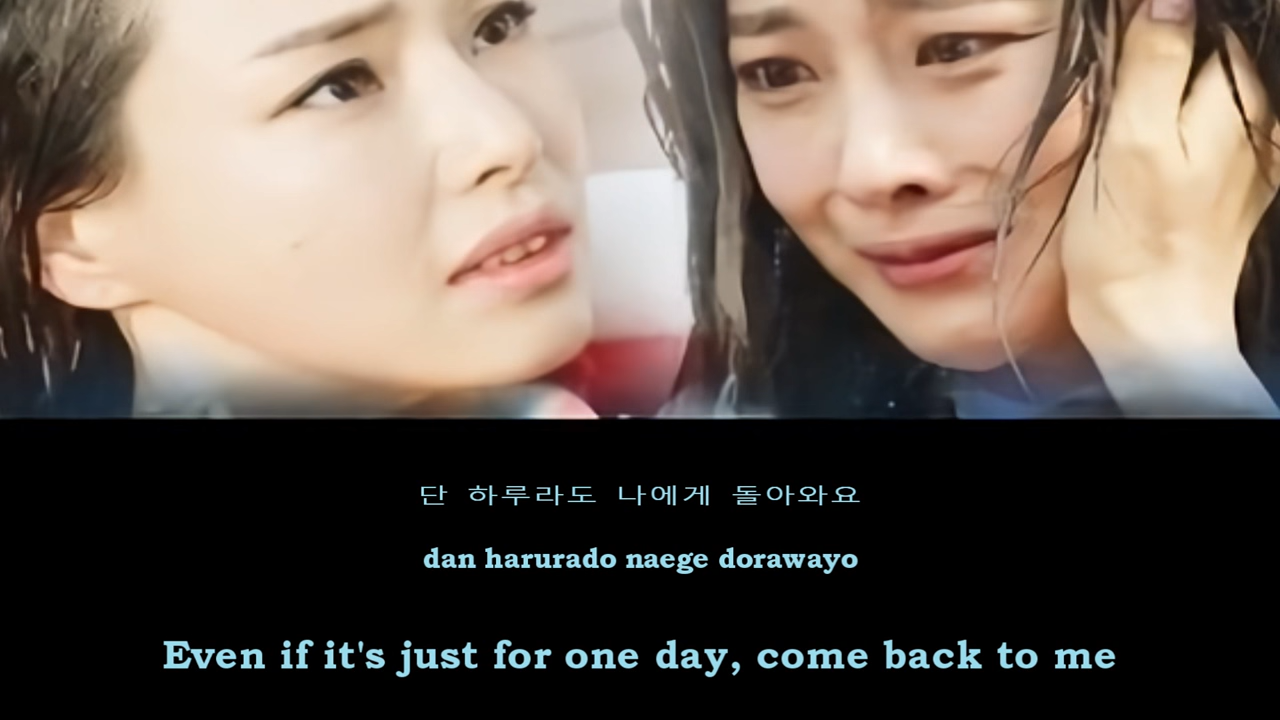 단 하루라도 나에게 돌아와요
dan harurado naege dorawayo
Even if it's just for one day, come back to me